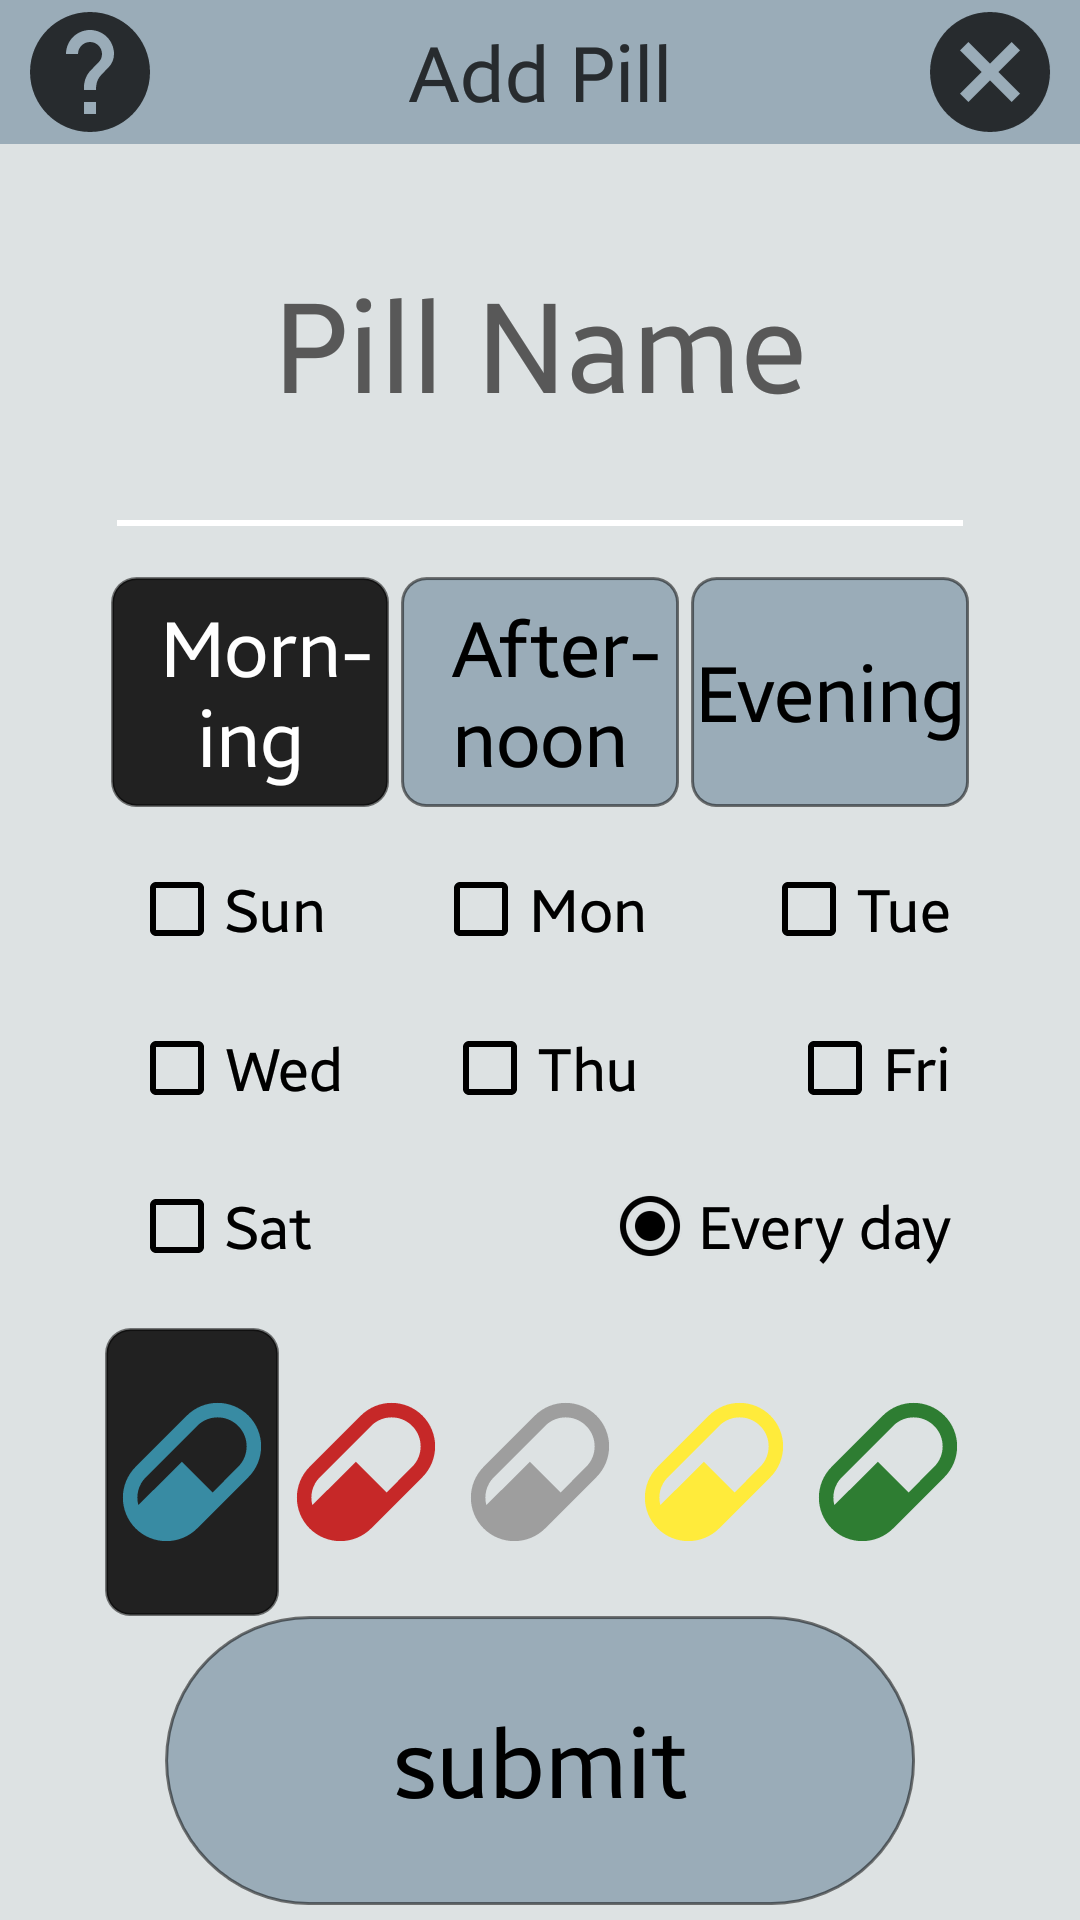 Add Pill
Pill Name
Morn-
ing
After-
noon
Evening
Sun
Mon
Tue
Wed
Thu
Fri
Sat
Every day
submit